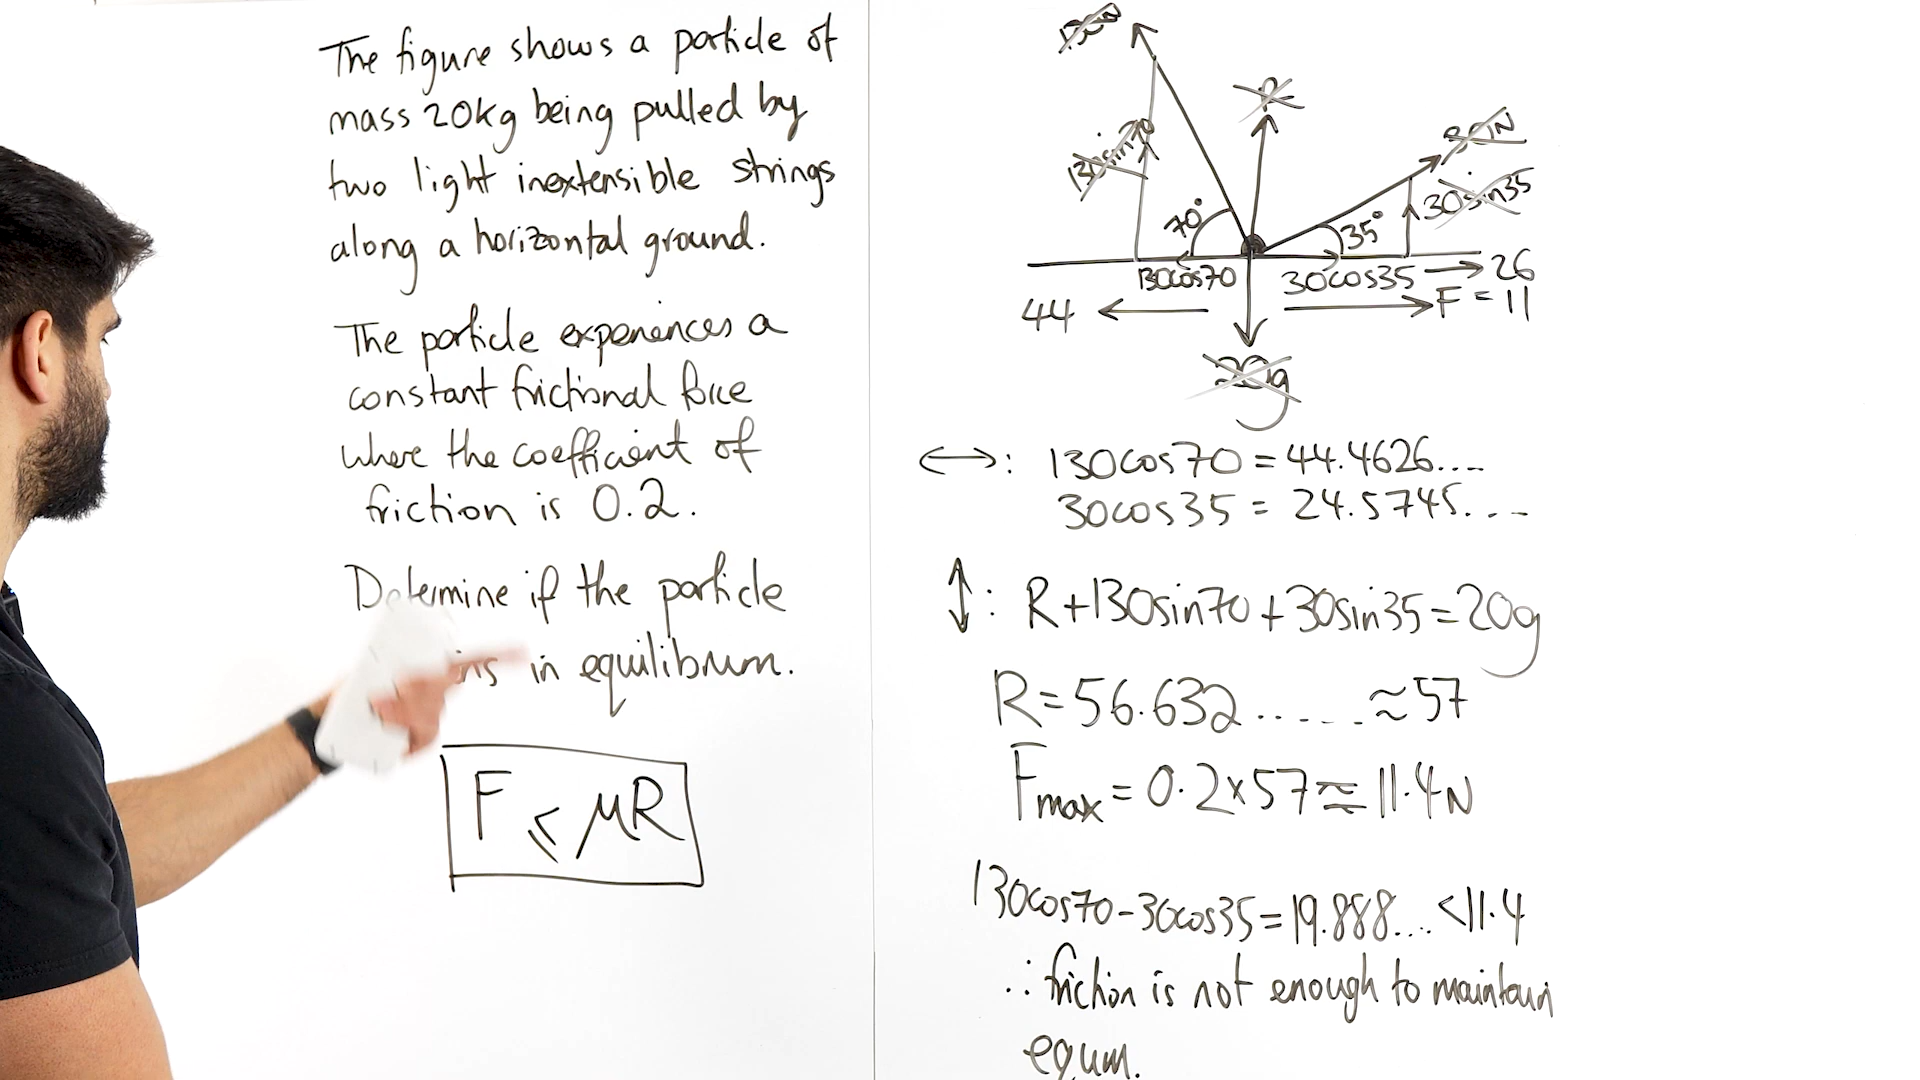 The figure shows a particle of
mass 20kg being pulled by
two light inextensible strings
along a horizontal ground.
The particle experiences a
constant frictional force
where the coefficient of
friction is 0.2.
Determine if the particle
in equilibrium.
F ⩽ μR
130sin70
R
30N
30sin35
70°
35°
130cos70
30cos35 → 26
44 ←
→ F = 11
20g
↔: 130cos70 = 44.4626....
30cos35 = 24.5745...
↕: R+130sin70+30sin35=20g
R=56.632......≈57
Fmax = 0.2×57≈11.4N
130cos70-30cos35=19.888... <11.4
∴ friction is not enough to maintain
equm.